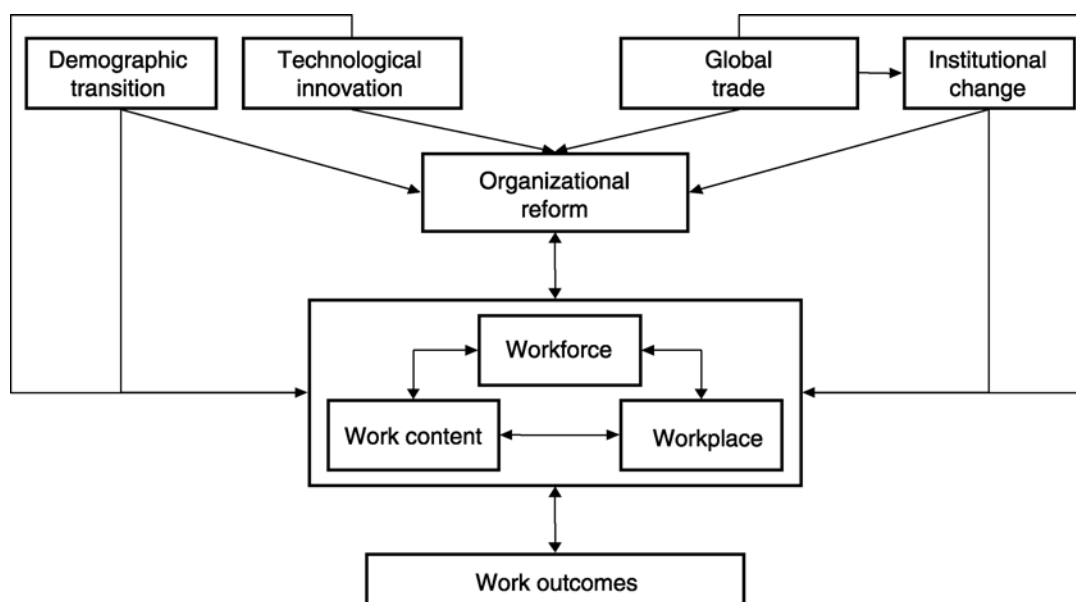 Demographic
transition
Technological
innovation
Global
trade
Institutional
change
Organizational
reform
Workforce
Work content
Workplace
Work outcomes